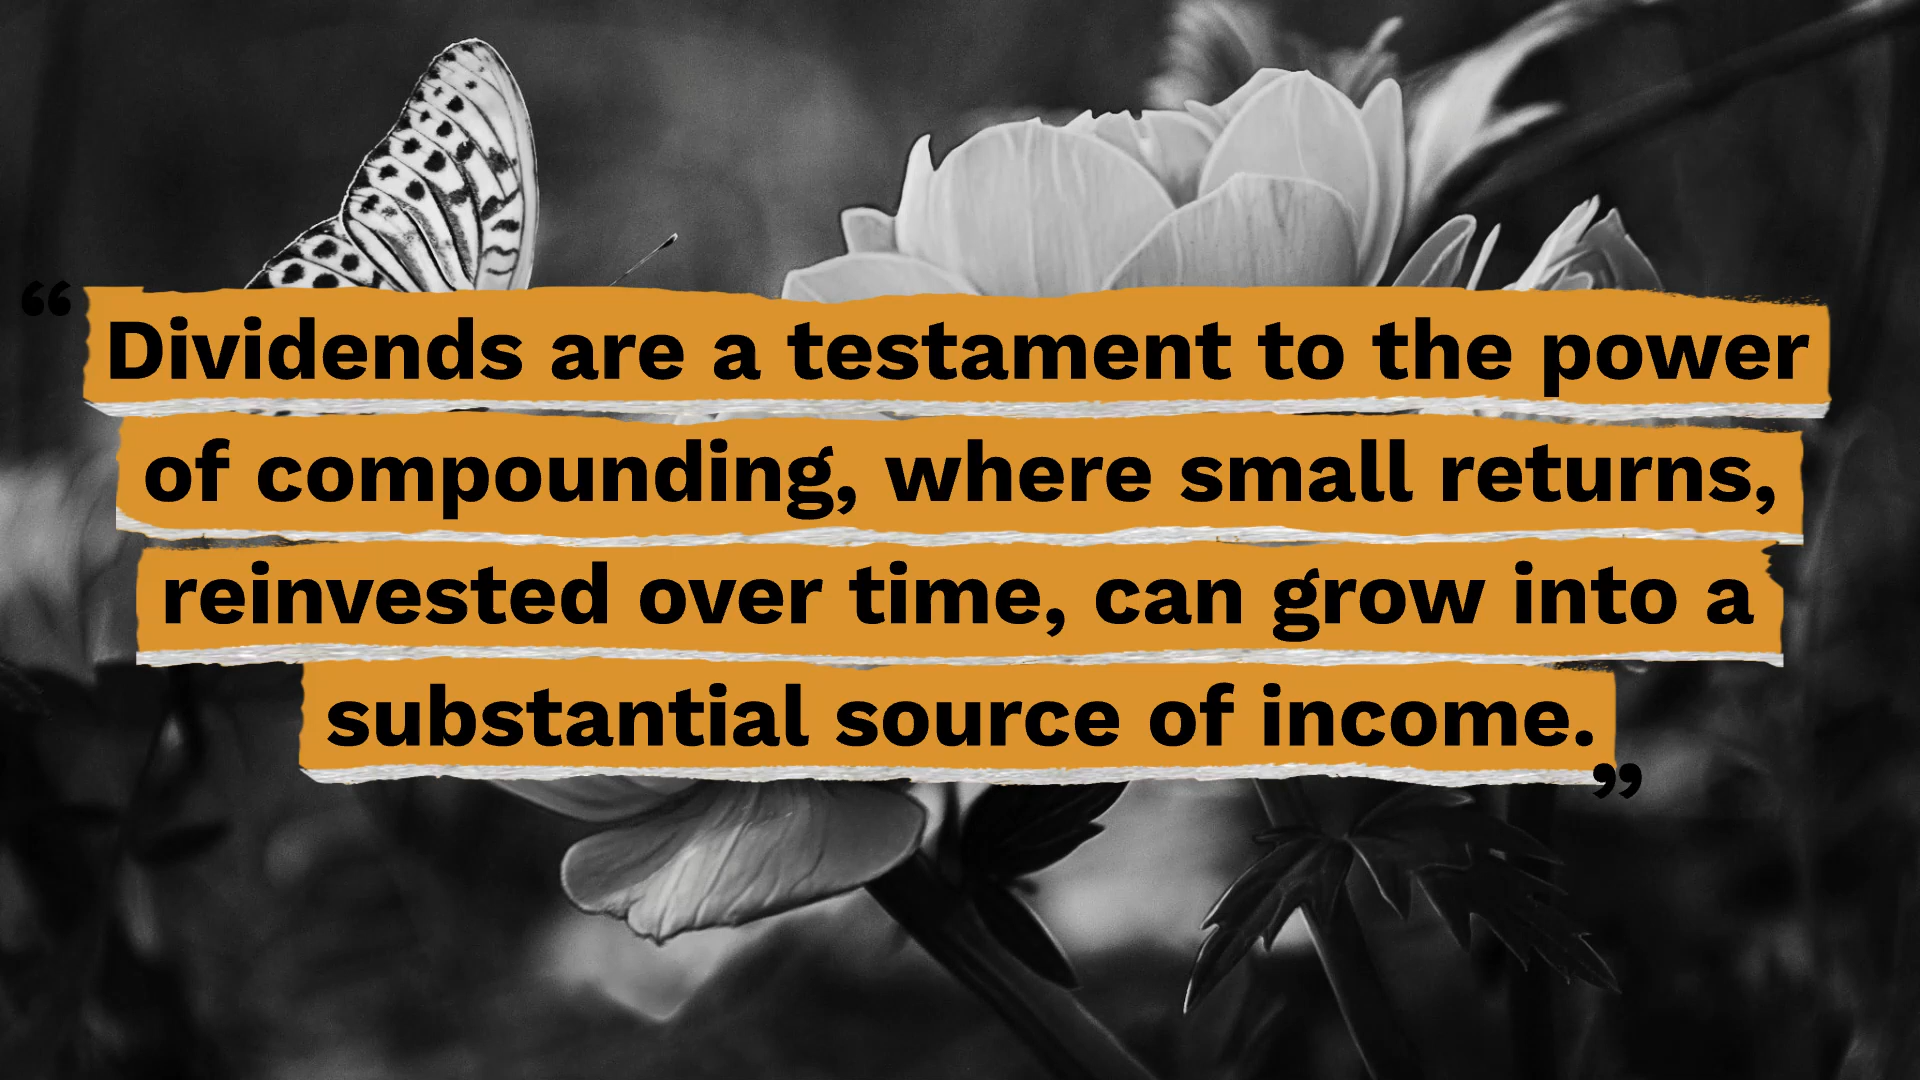 “Dividends are a testament to the power
of compounding, where small returns,
reinvested over time, can grow into a
substantial source of income.”